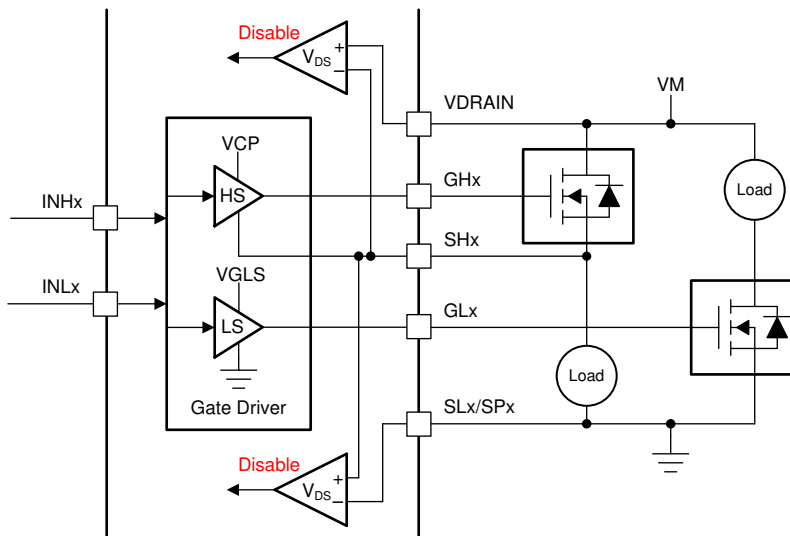 Disable
+
VDS
−
VDRAIN
VM
VCP
HS
GHx
Load
INHx
SHx
VGLS
INLx
LS
GLx
Load
Gate Driver
SLx/SPx
Disable
+
VDS
−